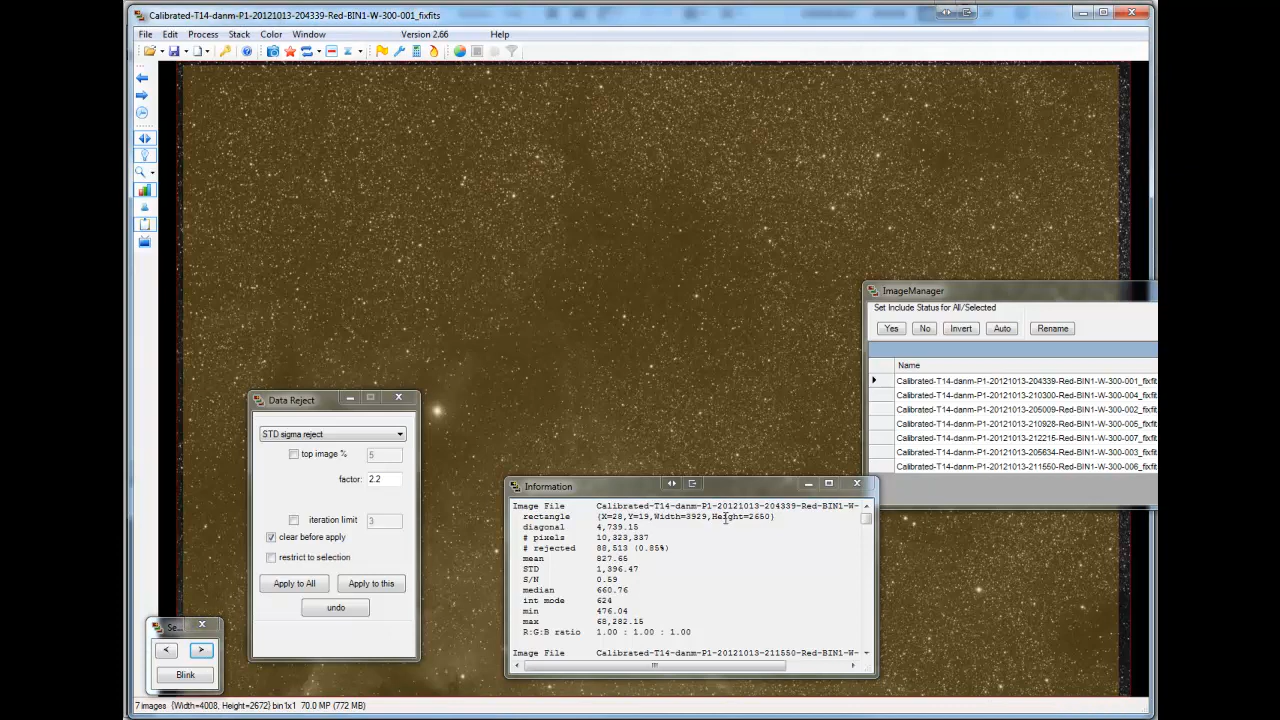 Calibrated-T14-danm-P1-20121013-204339-Red-BIN1-W-300-001_fixfits
File Edit Process Stack Color Window Version 2.66 Help
ImageManager
Set Include Status for All/Selected
Yes No Invert Auto Rename
Name
Calibrated-T14-danm-P1-20121013-204339-Red-BIN1-W-300-001_fixfit
Calibrated-T14-danm-P1-20121013-210300-Red-BIN1-W-300-004_fixfit
Calibrated-T14-danm-P1-20121013-205009-Red-BIN1-W-300-002_fixfit
Calibrated-T14-danm-P1-20121013-210928-Red-BIN1-W-300-005_fixfit
Calibrated-T14-danm-P1-20121013-212215-Red-BIN1-W-300-007_fixfit
Calibrated-T14-danm-P1-20121013-205634-Red-BIN1-W-300-003_fixfit
Calibrated-T14-danm-P1-20121013-211550-Red-BIN1-W-300-006_fixfit
Data Reject
STD sigma reject
top image % 5
factor: 2.2
iteration limit 3
clear before apply
restrict to selection
Apply to All Apply to this
undo
Information
Image File Calibrated-T14-danm-P1-20121013-204339-Red-BIN1-W-
rectangle {X=28,Y=19,Width=3929,Height=2650}
diagonal 4,739.15
# pixels 10,323,337
# rejected 88,513 (0.85%)
mean 827.65
STD 1,396.47
S/N 0.59
median 660.76
int mode 624
min 476.04
max 68,282.15
R:G:B ratio 1.00 : 1.00 : 1.00
Image File Calibrated-T14-danm-P1-20121013-211550-Red-BIN1-W-
Se...
< >
Blink
7 images {Width=4008, Height=2672} bin1x1 70.0 MP (772 MB)